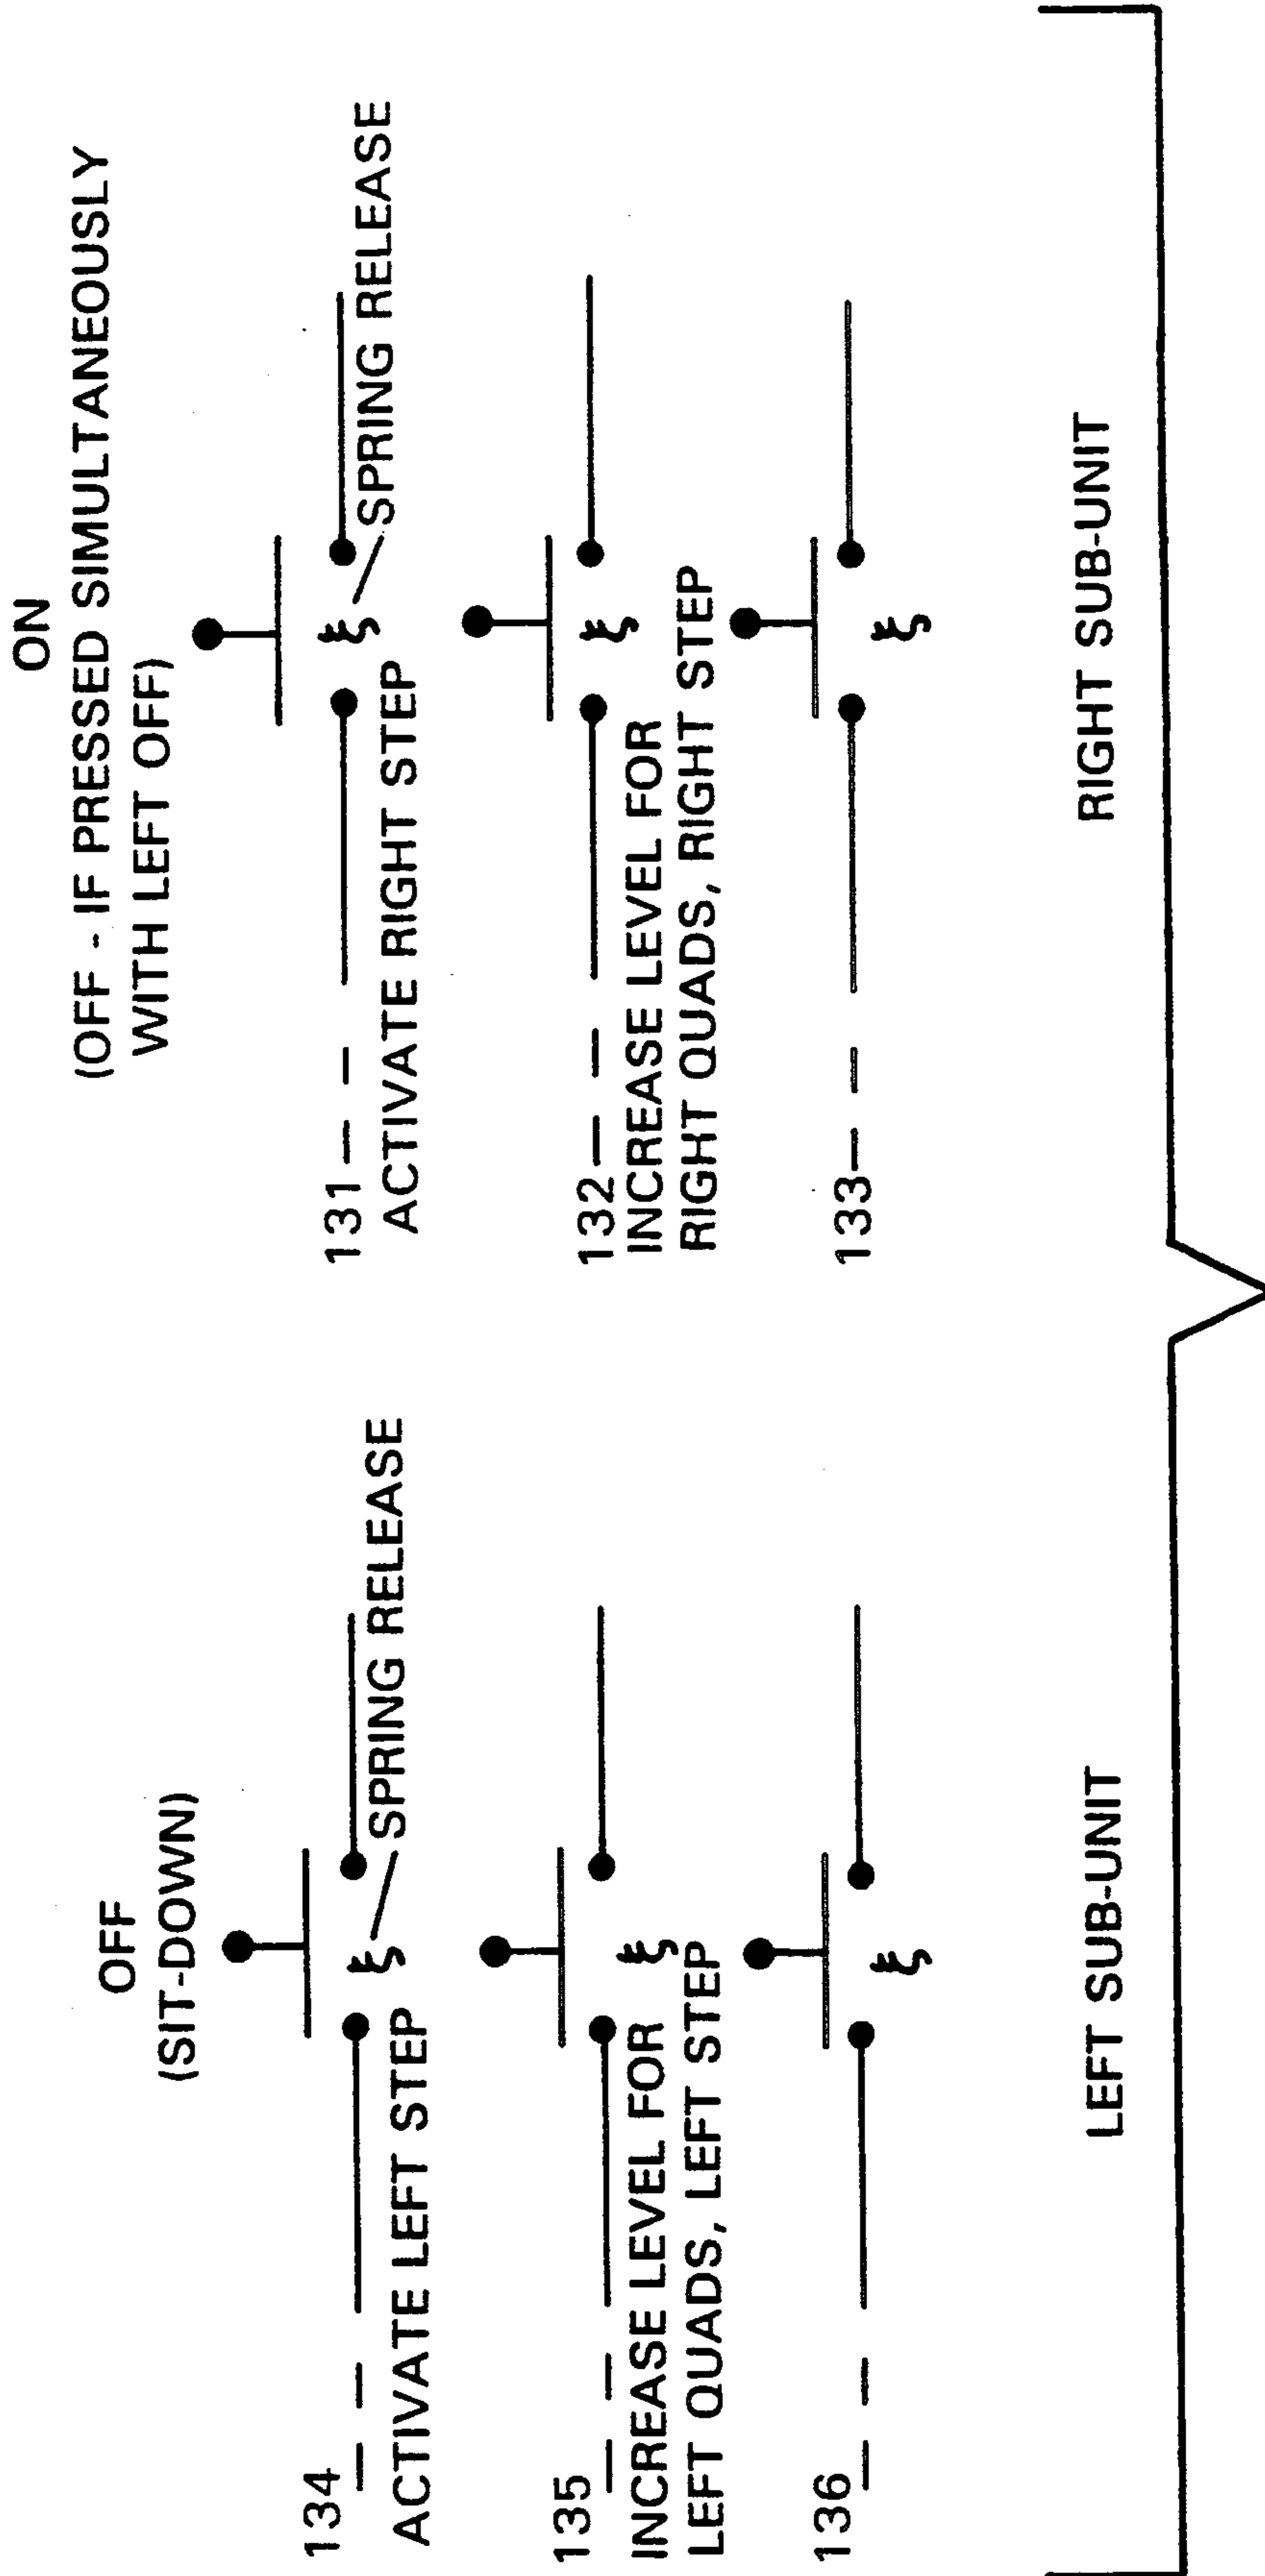 OFF
(SIT-DOWN)
134
SPRING RELEASE
ACTIVATE LEFT STEP
135
INCREASE LEVEL FOR
LEFT QUADS, LEFT STEP
136
LEFT SUB-UNIT
ON
(OFF - IF PRESSED SIMULTANEOUSLY
WITH LEFT OFF)
131
SPRING RELEASE
ACTIVATE RIGHT STEP
132
INCREASE LEVEL FOR
RIGHT QUADS, RIGHT STEP
133
RIGHT SUB-UNIT